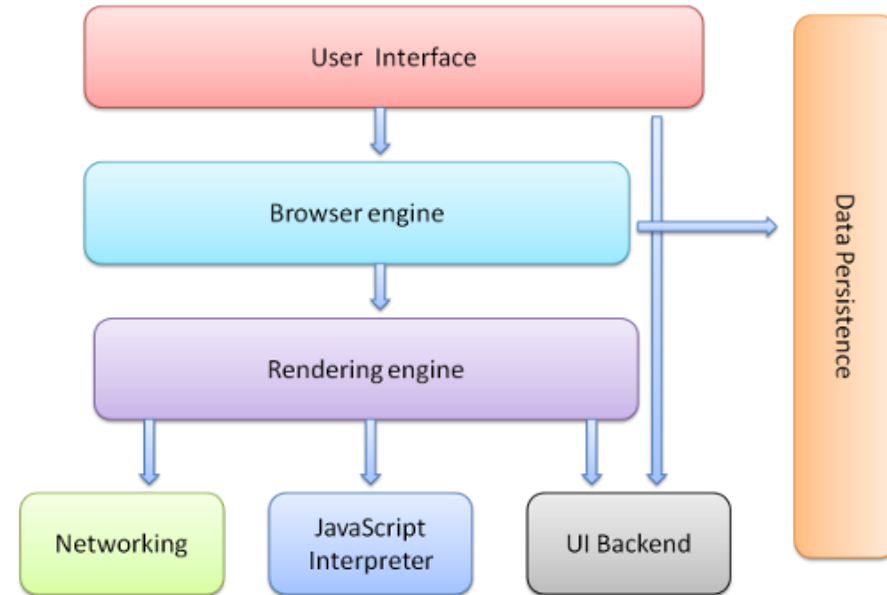 User Interface
Browser engine
Rendering engine
Networking
JavaScript
Interpreter
UI Backend
Data Persistence